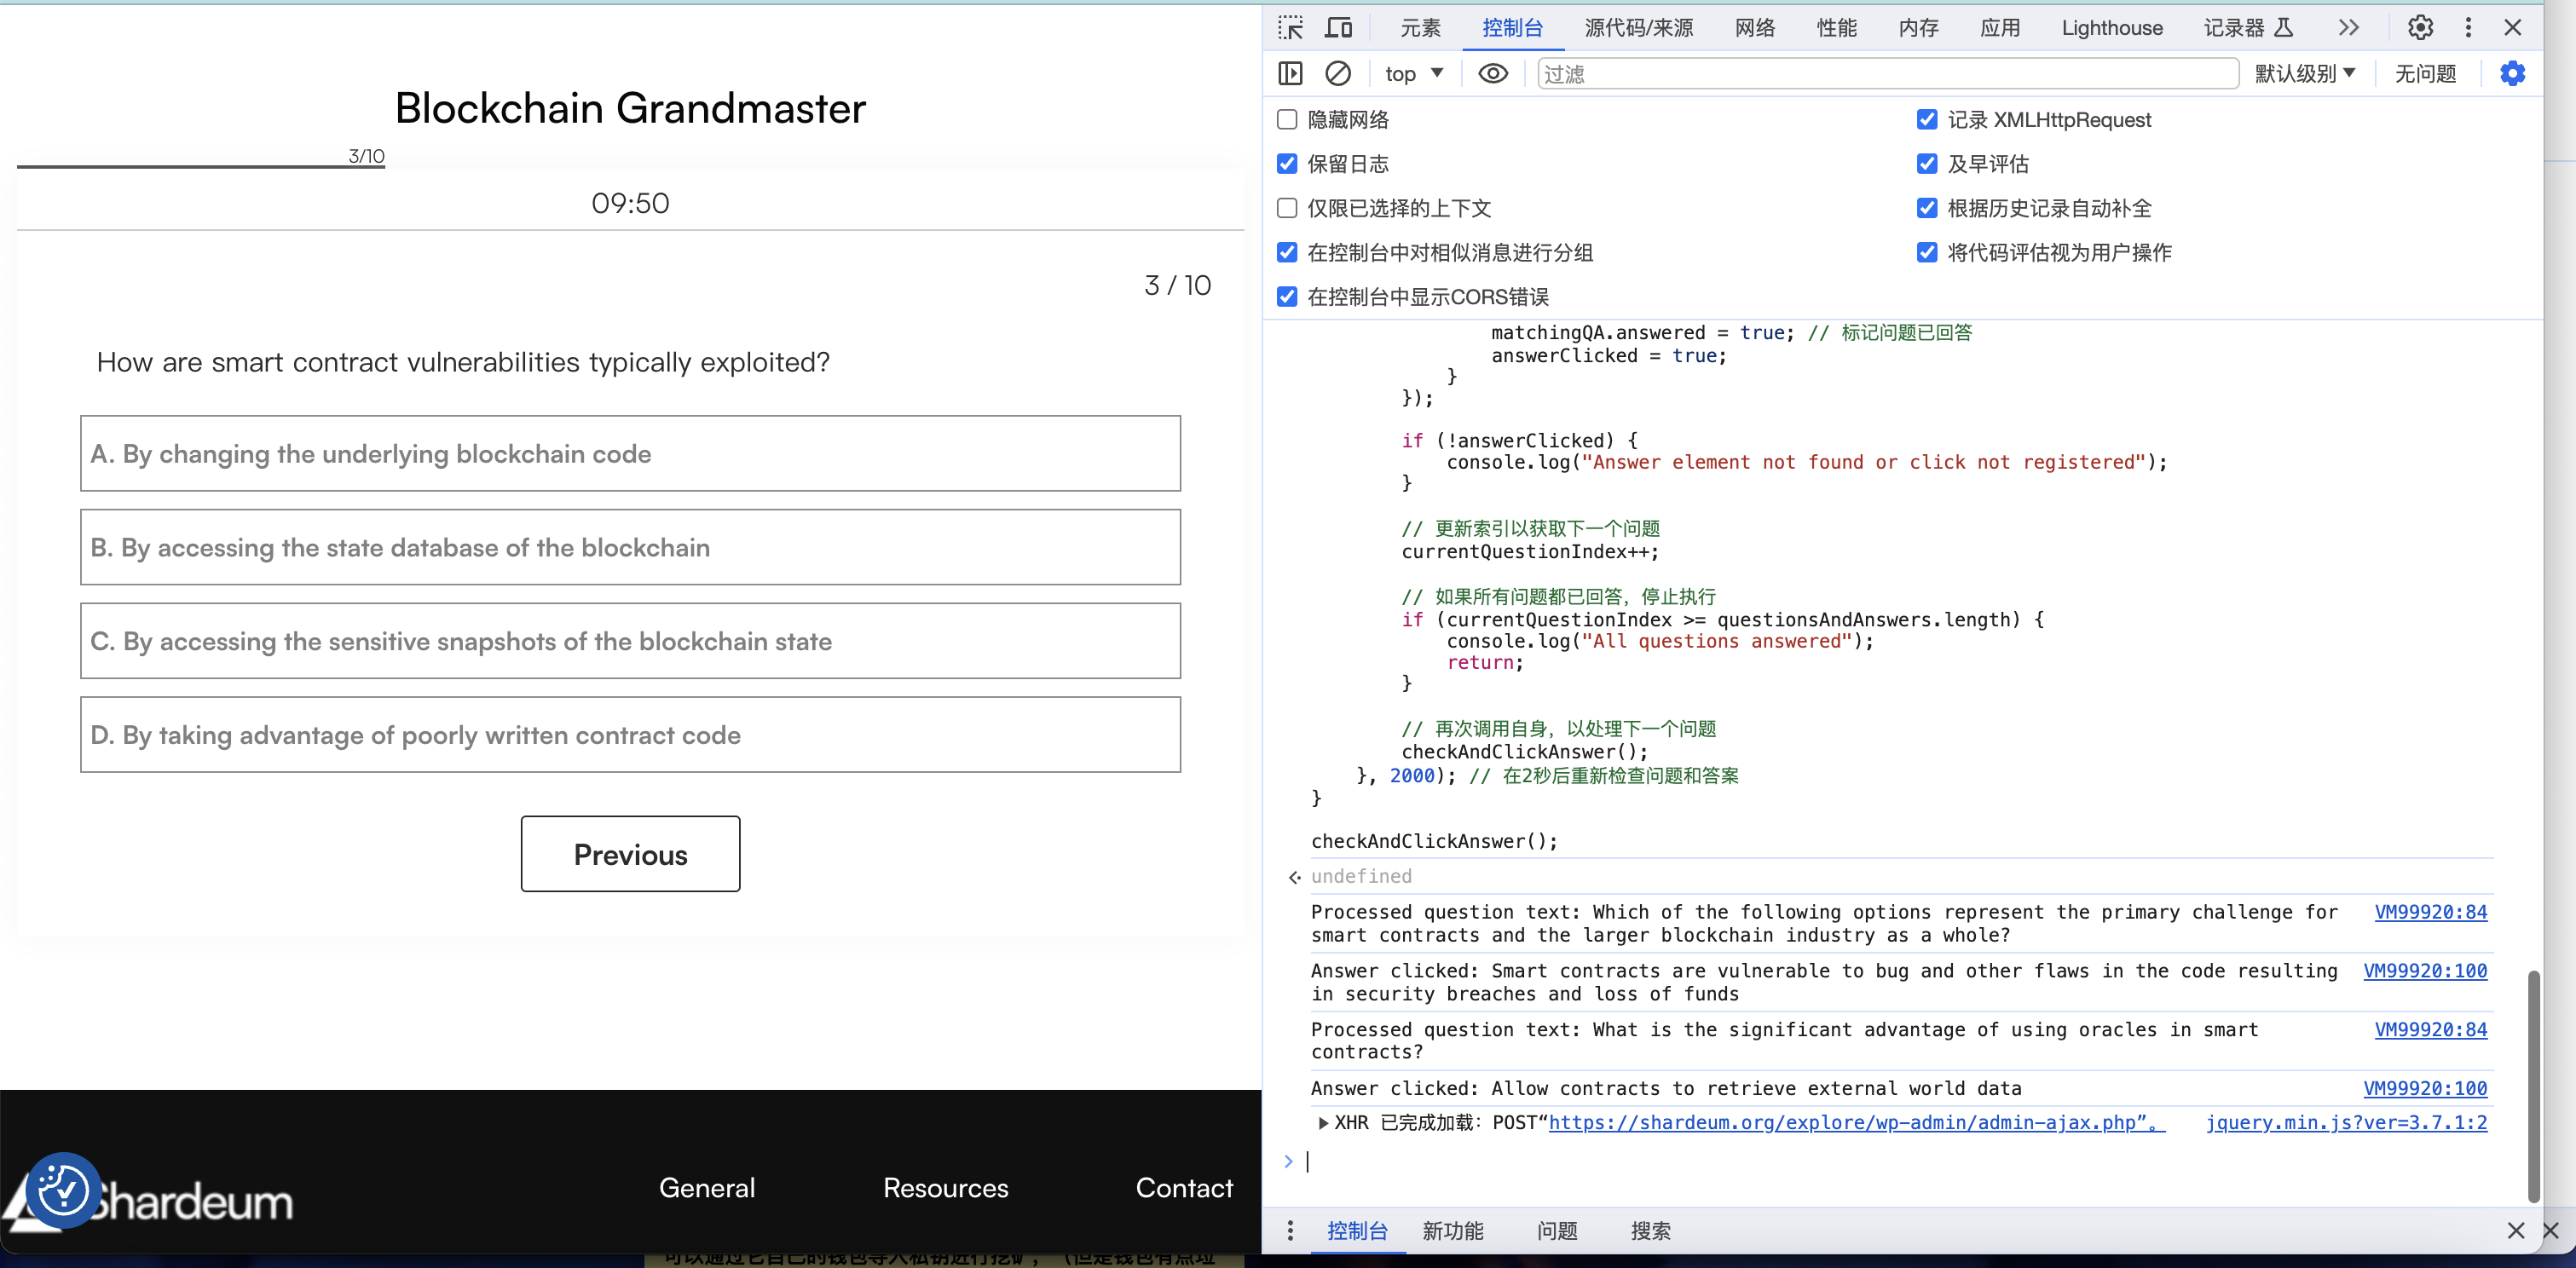 Blockchain Grandmaster
3/10
09:50
3 / 10
How are smart contract vulnerabilities typically exploited?
A. By changing the underlying blockchain code
B. By accessing the state database of the blockchain
C. By accessing the sensitive snapshots of the blockchain state
D. By taking advantage of poorly written contract code
Previous
Shardeum
General Resources Contact
元素 控制台 源代码/来源 网络 性能 内存 应用 Lighthouse 记录器
top 过滤 默认级别 无问题
隐藏网络 记录 XMLHttpRequest
保留日志 及早评估
仅限已选择的上下文 根据历史记录自动补全
在控制台中对相似消息进行分组 将代码评估视为用户操作
在控制台中显示CORS错误
matchingQA.answered = true; // 标记问题已回答
answerClicked = true;
}
});
if (!answerClicked) {
console.log("Answer element not found or click not registered");
}
// 更新索引以获取下一个问题
currentQuestionIndex++;
// 如果所有问题都已回答，停止执行
if (currentQuestionIndex >= questionsAndAnswers.length) {
console.log("All questions answered");
return;
}
// 再次调用自身，以处理下一个问题
checkAndClickAnswer();
}, 2000); // 在2秒后重新检查问题和答案
}
checkAndClickAnswer();
undefined
Processed question text: Which of the following options represent the primary challenge for VM99920:84
smart contracts and the larger blockchain industry as a whole?
Answer clicked: Smart contracts are vulnerable to bug and other flaws in the code resulting VM99920:100
in security breaches and loss of funds
Processed question text: What is the significant advantage of using oracles in smart VM99920:84
contracts?
Answer clicked: Allow contracts to retrieve external world data VM99920:100
XHR 已完成加载：POST“https://shardeum.org/explore/wp-admin/admin-ajax.php”。 jquery.min.js?ver=3.7.1:2
控制台 新功能 问题 搜索